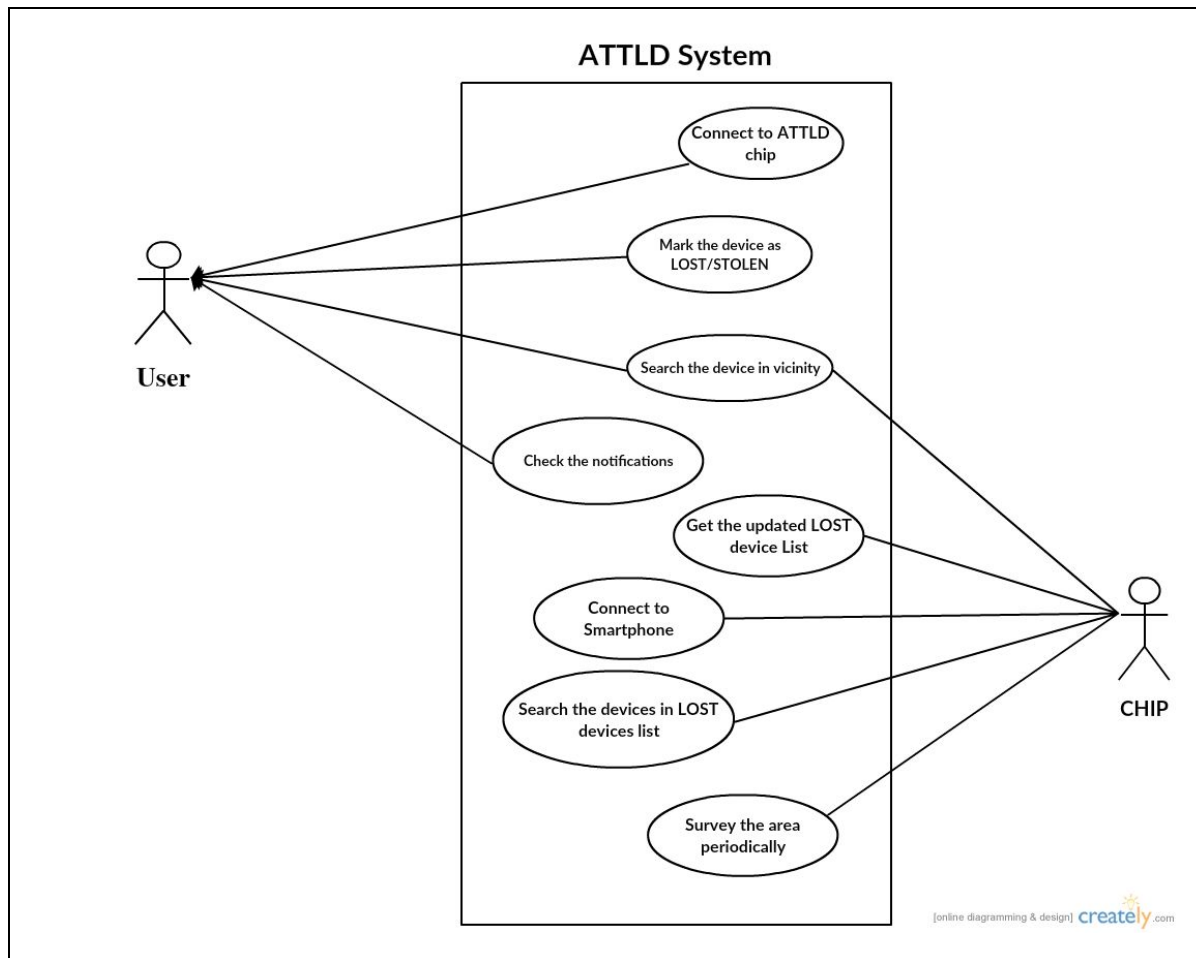 ATTLD System
Connect to ATTLD
chip
Mark the device as
LOST/STOLEN
Search the device in vicinity
User
Check the notifications
Get the updated LOST
device List
Connect to
Smartphone
Search the devices in LOST
devices list
CHIP
Survey the area
periodically
[online diagramming & design] creately.com